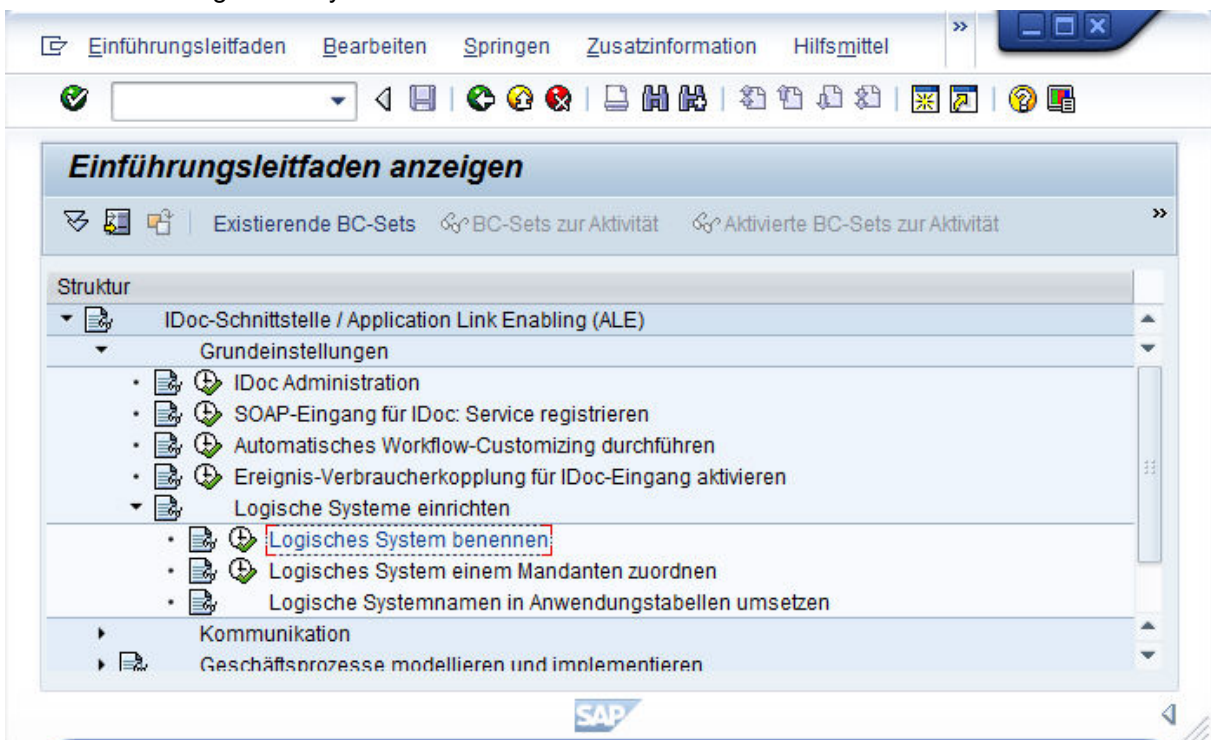 Einführungsleitfaden Bearbeiten Springen Zusatzinformation Hilfsmittel »
Einführungsleitfaden anzeigen
Existierende BC-Sets BC-Sets zur Aktivität Aktivierte BC-Sets zur Aktivität »
Struktur
IDoc-Schnittstelle / Application Link Enabling (ALE)
Grundeinstellungen
IDoc Administration
SOAP-Eingang für IDoc: Service registrieren
Automatisches Workflow-Customizing durchführen
Ereignis-Verbraucherkopplung für IDoc-Eingang aktivieren
Logische Systeme einrichten
Logisches System benennen
Logisches System einem Mandanten zuordnen
Logische Systemnamen in Anwendungstabellen umsetzen
Kommunikation
Geschäftsprozesse modellieren und implementieren
SAP